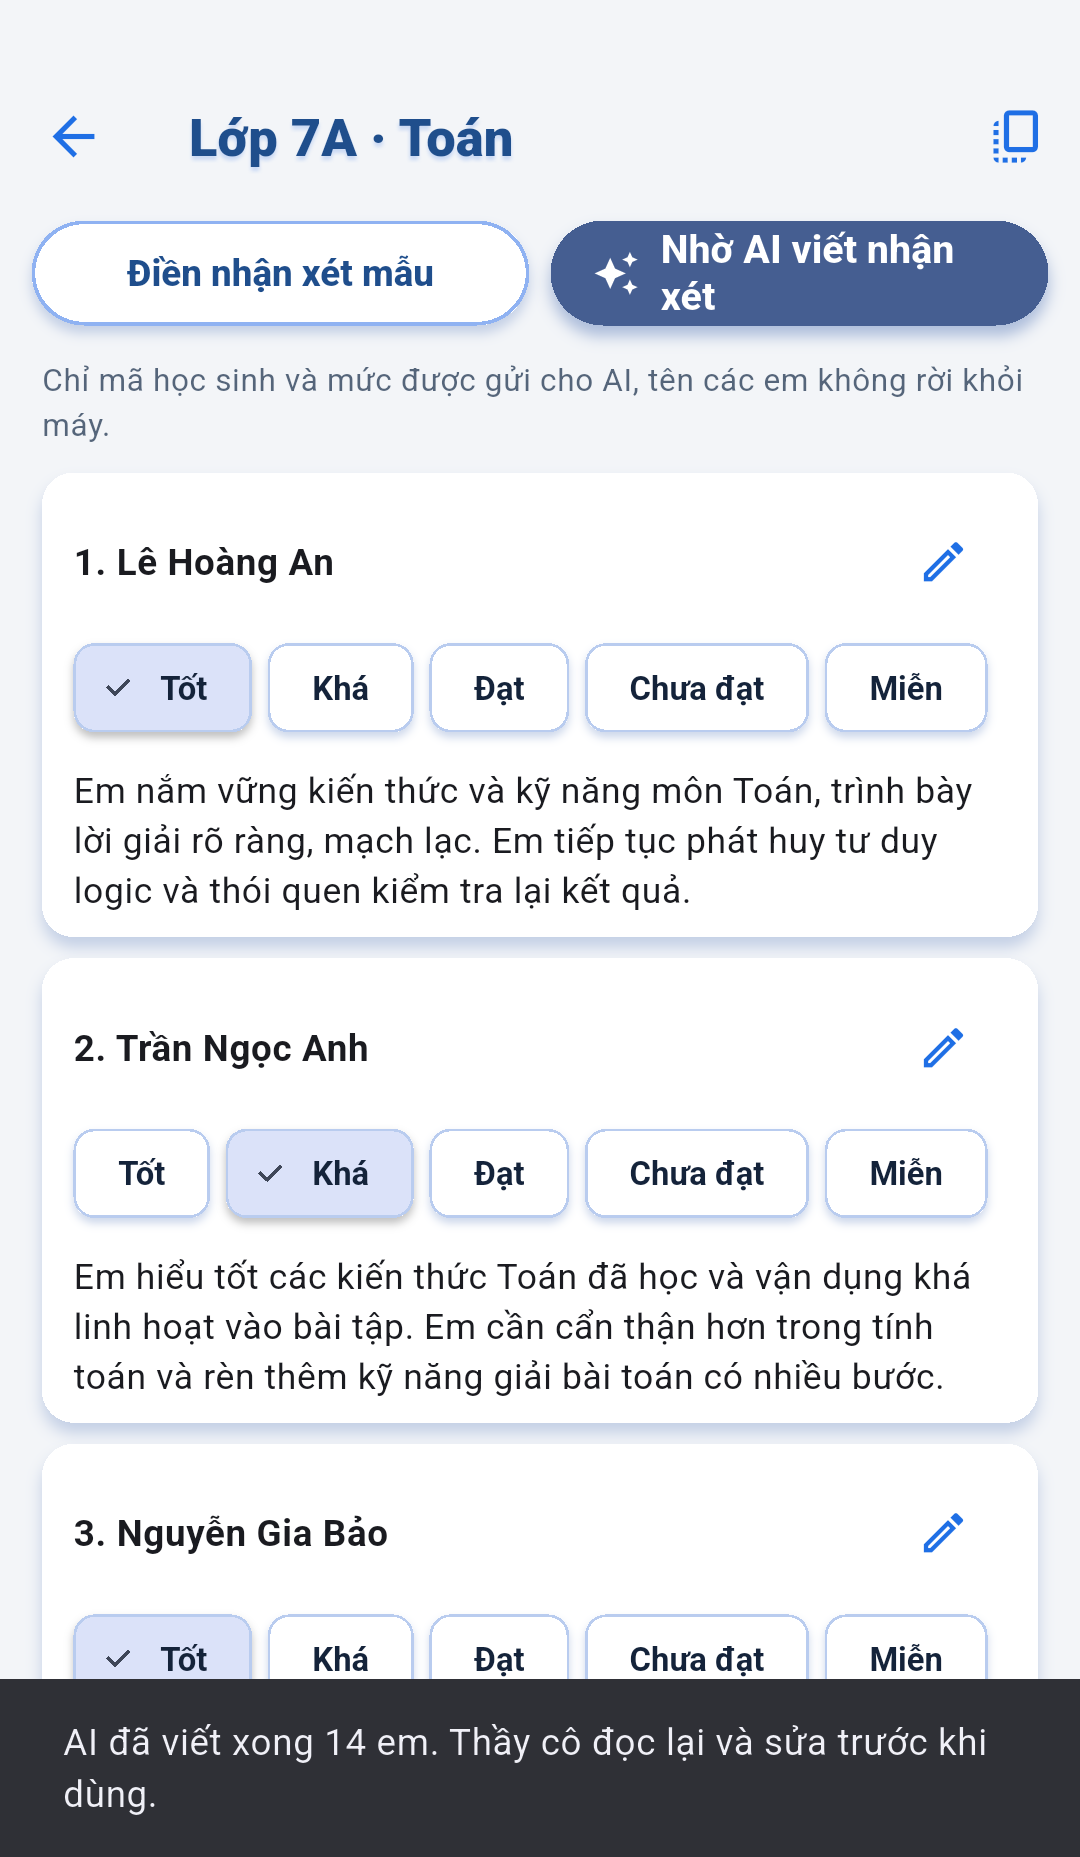 Lớp 7A · Toán
Điền nhận xét mẫu
Nhờ AI viết nhận
xét
Chỉ mã học sinh và mức được gửi cho AI, tên các em không rời khỏi
máy.
1. Lê Hoàng An
Tốt Khá Đạt Chưa đạt Miễn
Em nắm vững kiến thức và kỹ năng môn Toán, trình bày
lời giải rõ ràng, mạch lạc. Em tiếp tục phát huy tư duy
logic và thói quen kiểm tra lại kết quả.
2. Trần Ngọc Anh
Tốt Khá Đạt Chưa đạt Miễn
Em hiểu tốt các kiến thức Toán đã học và vận dụng khá
linh hoạt vào bài tập. Em cần cẩn thận hơn trong tính
toán và rèn thêm kỹ năng giải bài toán có nhiều bước.
3. Nguyễn Gia Bảo
Tốt Khá Đạt Chưa đạt Miễn
AI đã viết xong 14 em. Thầy cô đọc lại và sửa trước khi
dùng.